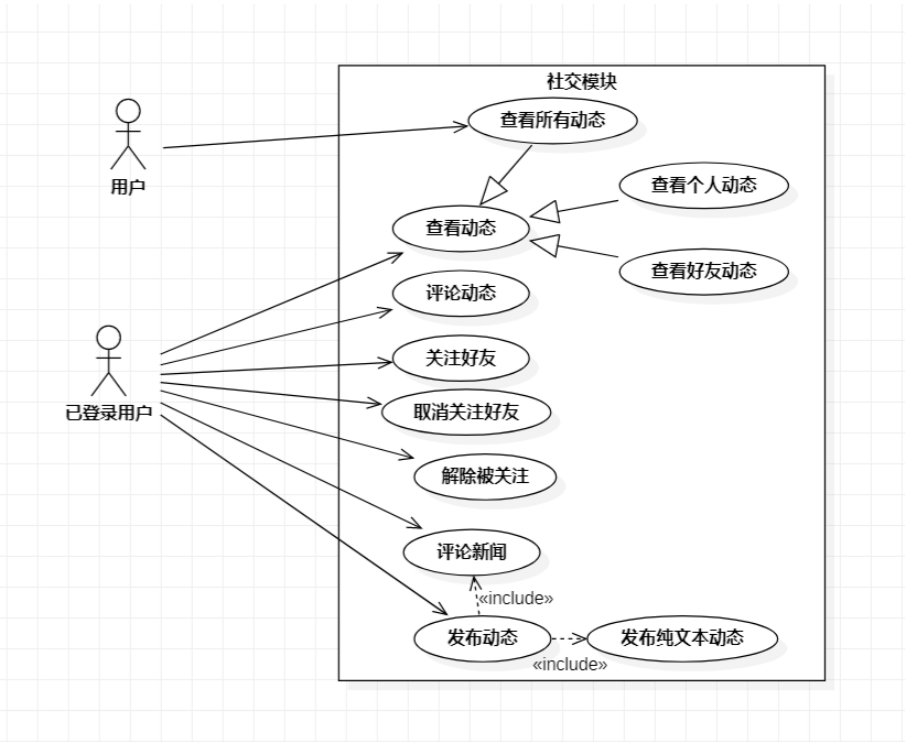 社交模块
查看所有动态
用户
查看个人动态
查看动态
查看好友动态
评论动态
关注好友
已登录用户
取消关注好友
解除被关注
评论新闻
«include»
发布动态
发布纯文本动态
«include»